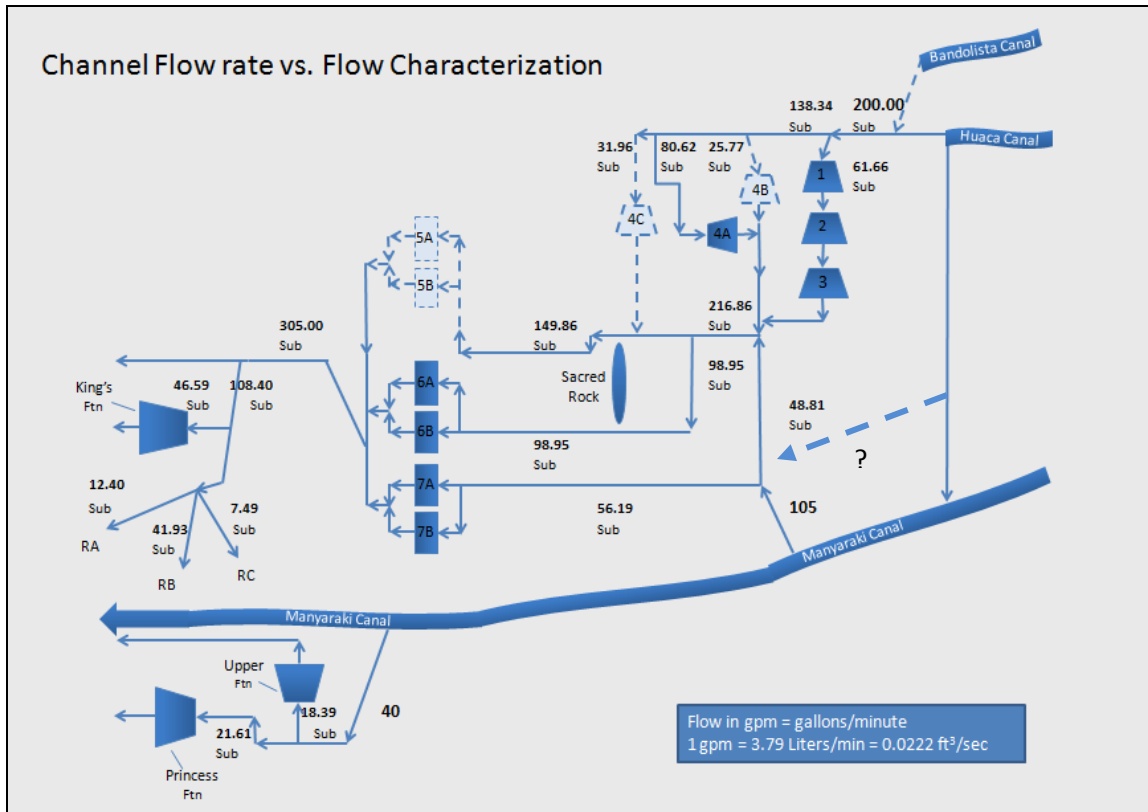 Channel Flow rate vs. Flow Characterization
Bandolista Canal
138.34
Sub
200.00
Sub
Huaca Canal
31.96
Sub
80.62
Sub
25.77
Sub
1
61.66
Sub
4B
4C
4A
2
3
5A
5B
216.86
Sub
149.86
Sub
305.00
Sub
Sacred
Rock
98.95
Sub
King's
Ftn
46.59
Sub
108.40
Sub
6A
6B
48.81
Sub
98.95
Sub
?
7A
7B
12.40
Sub
RA
41.93
Sub
RB
7.49
Sub
RC
56.19
Sub
105
Manyaraki Canal
Manyaraki Canal
Upper
Ftn
18.39
Sub
40
21.61
Sub
Princess
Ftn
Flow in gpm = gallons/minute
1 gpm = 3.79 Liters/min = 0.0222 ft³/sec